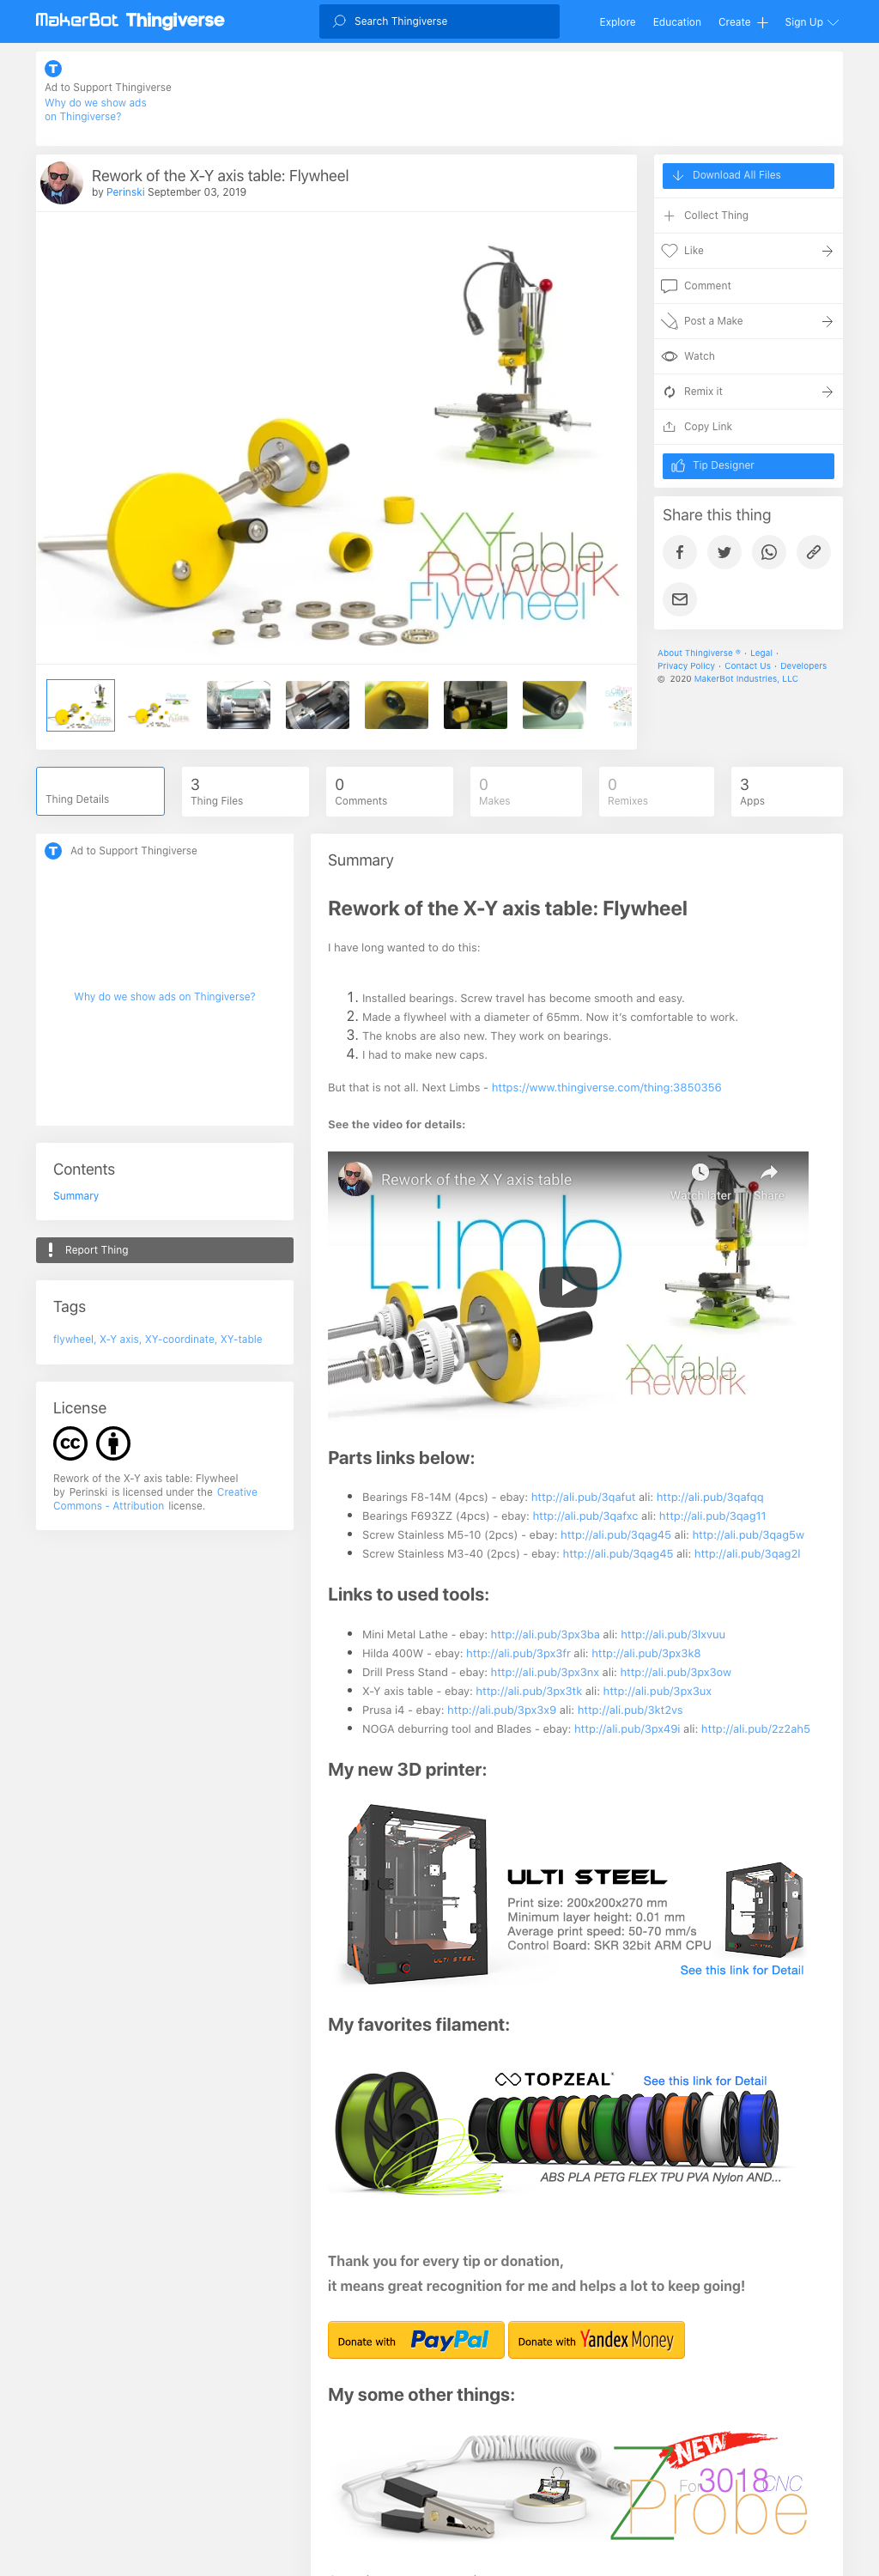 MakerBot Thingiverse
Search Thingiverse
Explore
Education
Create
Sign Up
Ad to Support Thingiverse
Why do we show ads
on Thingiverse?
Rework of the X-Y axis table: Flywheel
by Perinski September 03, 2019
XYTable
Rework
Flywheel
Download All Files
Collect Thing
Like
Comment
Post a Make
Watch
Remix it
Copy Link
Tip Designer
Share this thing
About Thingiverse ® · Legal ·
Privacy Policy · Contact Us · Developers
© 2020 MakerBot Industries, LLC
Thing Details
3
Thing Files
0
Comments
0
Makes
0
Remixes
3
Apps
Ad to Support Thingiverse
Why do we show ads on Thingiverse?
Contents
Summary
Report Thing
Tags
flywheel, X-Y axis, XY-coordinate, XY-table
License
cc
Rework of the X-Y axis table: Flywheel
by Perinski is licensed under the Creative
Commons - Attribution license.
Summary
Rework of the X-Y axis table: Flywheel
I have long wanted to do this:
1. Installed bearings. Screw travel has become smooth and easy.
2. Made a flywheel with a diameter of 65mm. Now it's comfortable to work.
3. The knobs are also new. They work on bearings.
4. I had to make new caps.
But that is not all. Next Limbs - https://www.thingiverse.com/thing:3850356
See the video for details:
Rework of the X Y axis table
Watch later
Share
Limb
XYTable
Rework
Parts links below:
Bearings F8-14M (4pcs) - ebay: http://ali.pub/3qafut ali: http://ali.pub/3qafqq
Bearings F693ZZ (4pcs) - ebay: http://ali.pub/3qafxc ali: http://ali.pub/3qag11
Screw Stainless M5-10 (2pcs) - ebay: http://ali.pub/3qag45 ali: http://ali.pub/3qag5w
Screw Stainless M3-40 (2pcs) - ebay: http://ali.pub/3qag45 ali: http://ali.pub/3qag2l
Links to used tools:
Mini Metal Lathe - ebay: http://ali.pub/3px3ba ali: http://ali.pub/3lxvuu
Hilda 400W - ebay: http://ali.pub/3px3fr ali: http://ali.pub/3px3k8
Drill Press Stand - ebay: http://ali.pub/3px3nx ali: http://ali.pub/3px3ow
X-Y axis table - ebay: http://ali.pub/3px3tk ali: http://ali.pub/3px3ux
Prusa i4 - ebay: http://ali.pub/3px3x9 ali: http://ali.pub/3kt2vs
NOGA deburring tool and Blades - ebay: http://ali.pub/3px49i ali: http://ali.pub/2z2ah5
My new 3D printer:
ULTI STEEL
ULTI STEEL
Print size: 200x200x270 mm
Minimum layer height: 0.01 mm
Average print speed: 50-70 mm/s
Control Board: SKR 32bit ARM CPU
See this link for Detail
My favorites filament:
TOPZEAL
See this link for Detail
ABS PLA PETG FLEX TPU PVA Nylon AND...
Thank you for every tip or donation,
it means great recognition for me and helps a lot to keep going!
Donate with PayPal
Donate with Yandex Money
My some other things:
NEW
For 3018 CNC
Z Probe